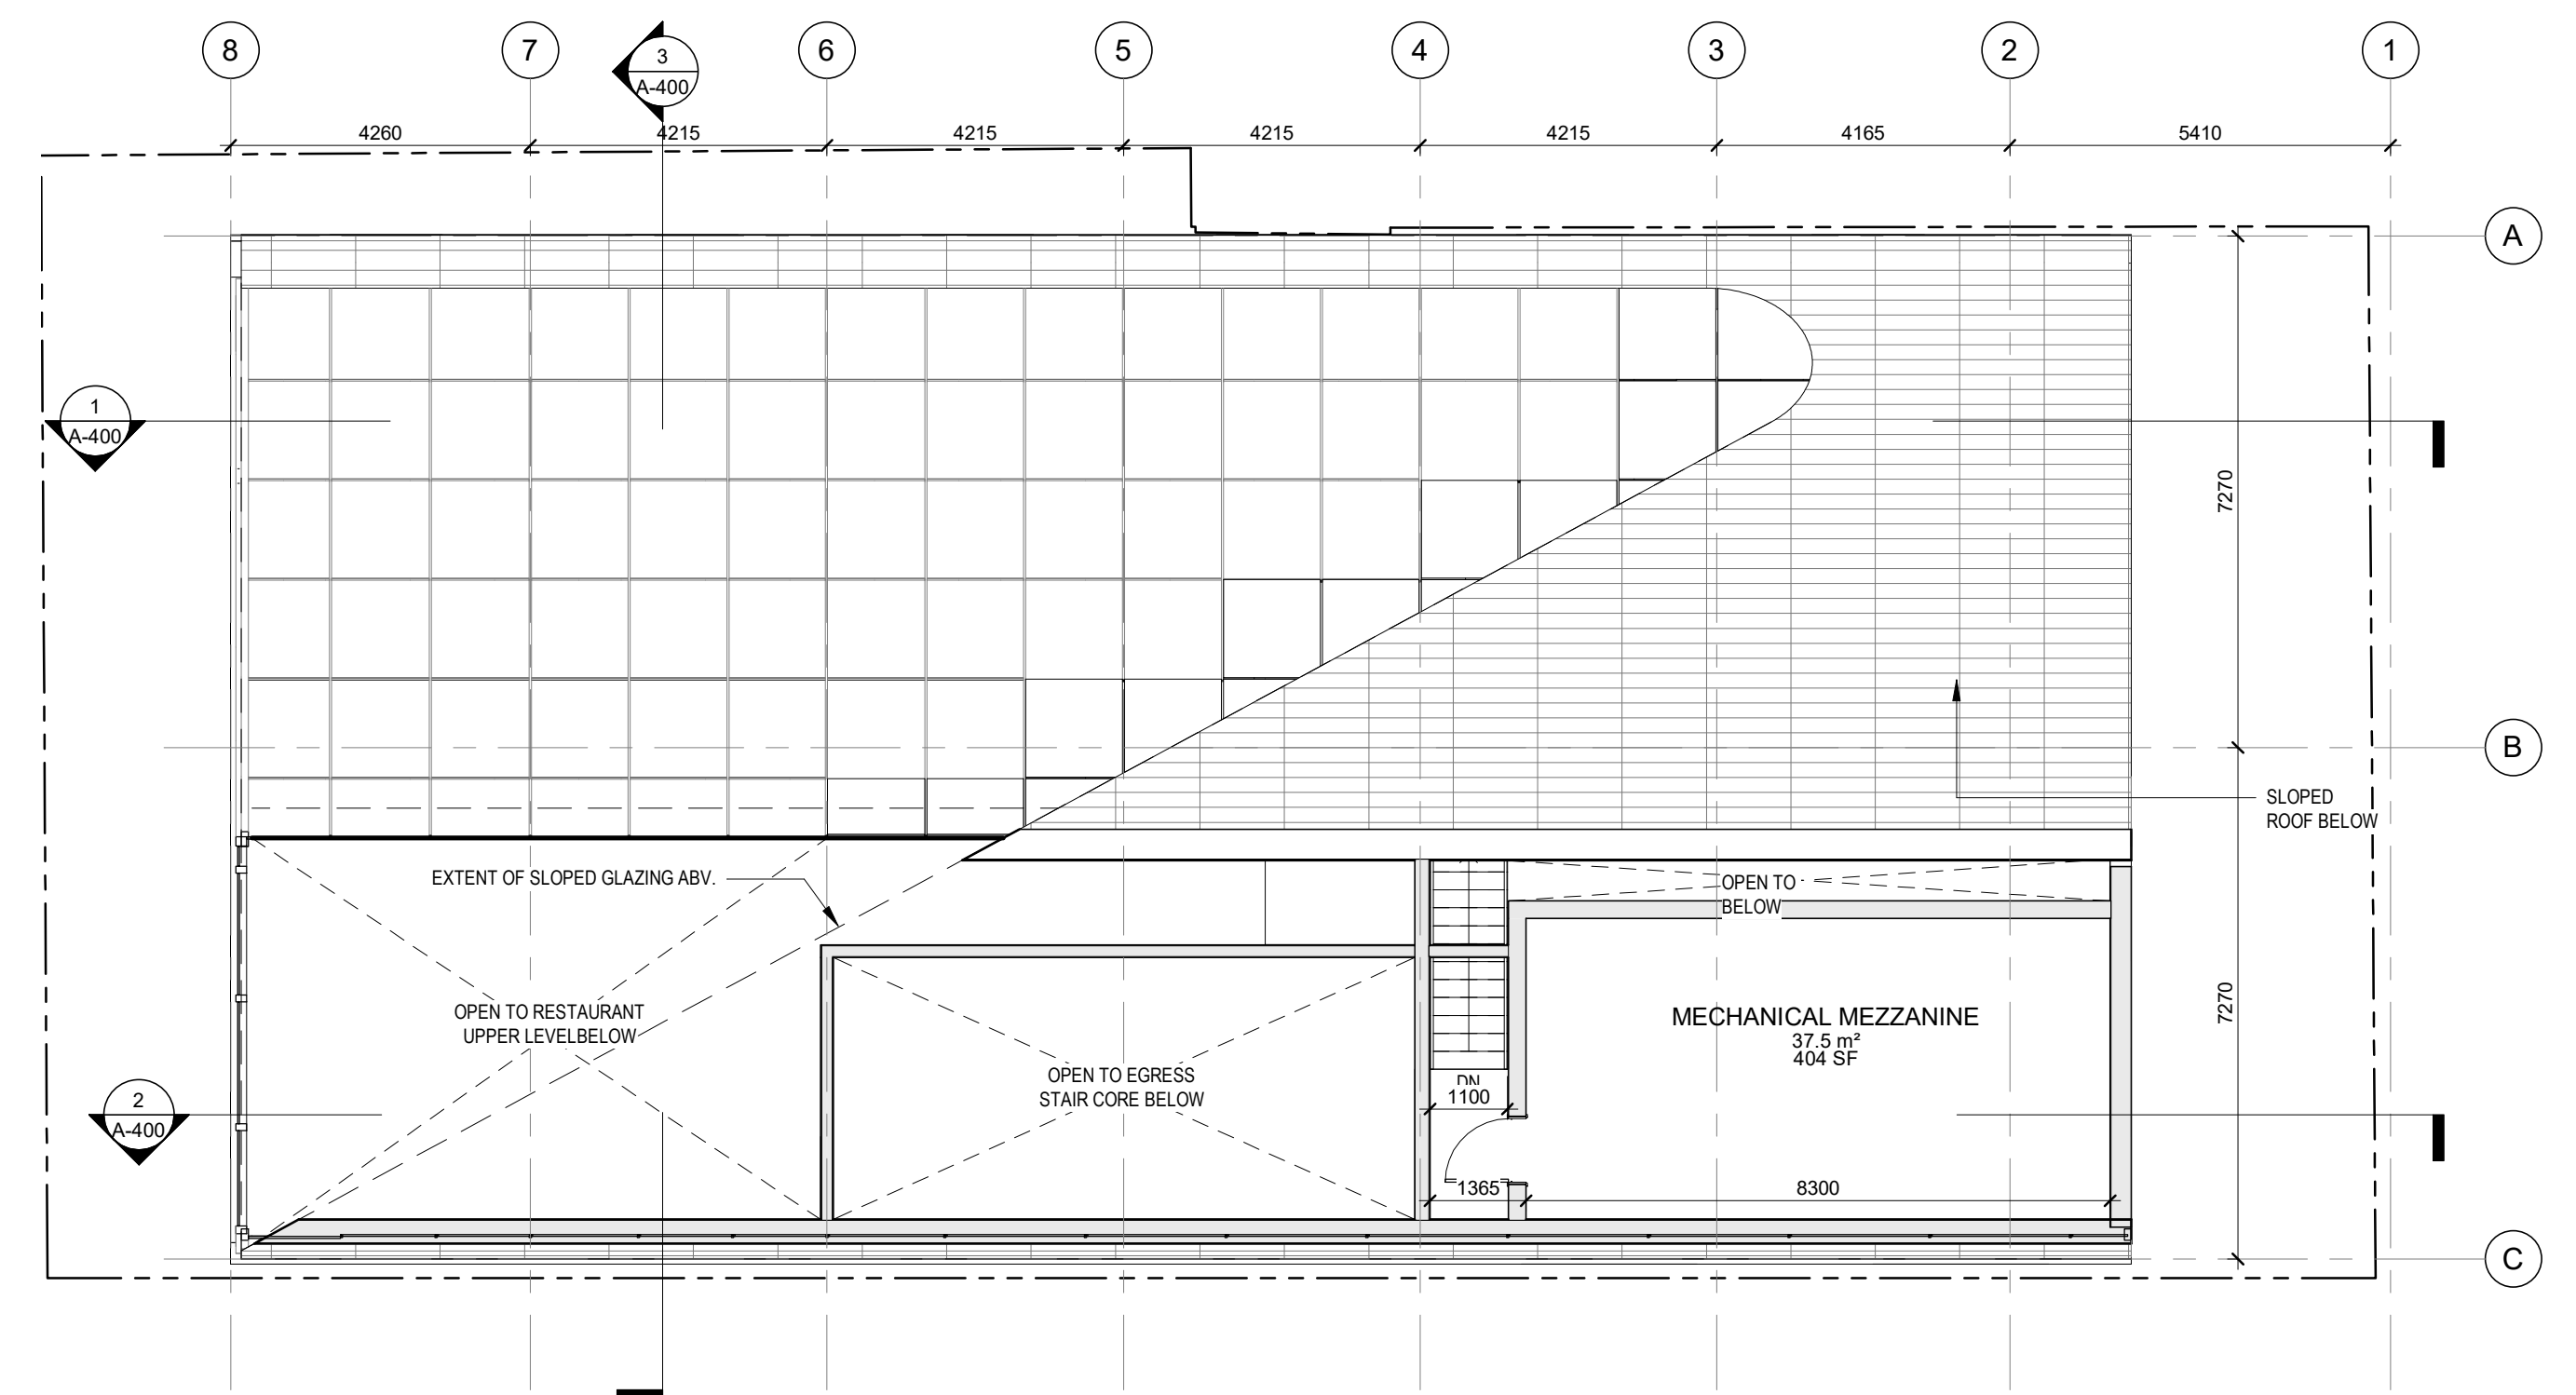 8
7
3
A-400
6
5
4
3
2
1
4260
4215
4215
4215
4215
4165
5410
A
1
A-400
7270
B
SLOPED
ROOF BELOW
EXTENT OF SLOPED GLAZING ABV.
OPEN TO
BELOW
OPEN TO RESTAURANT
UPPER LEVELBELOW
MECHANICAL MEZZANINE
37.5 m²
404 SF
7270
OPEN TO EGRESS
STAIR CORE BELOW
DN
1100
2
A-400
1365
8300
C